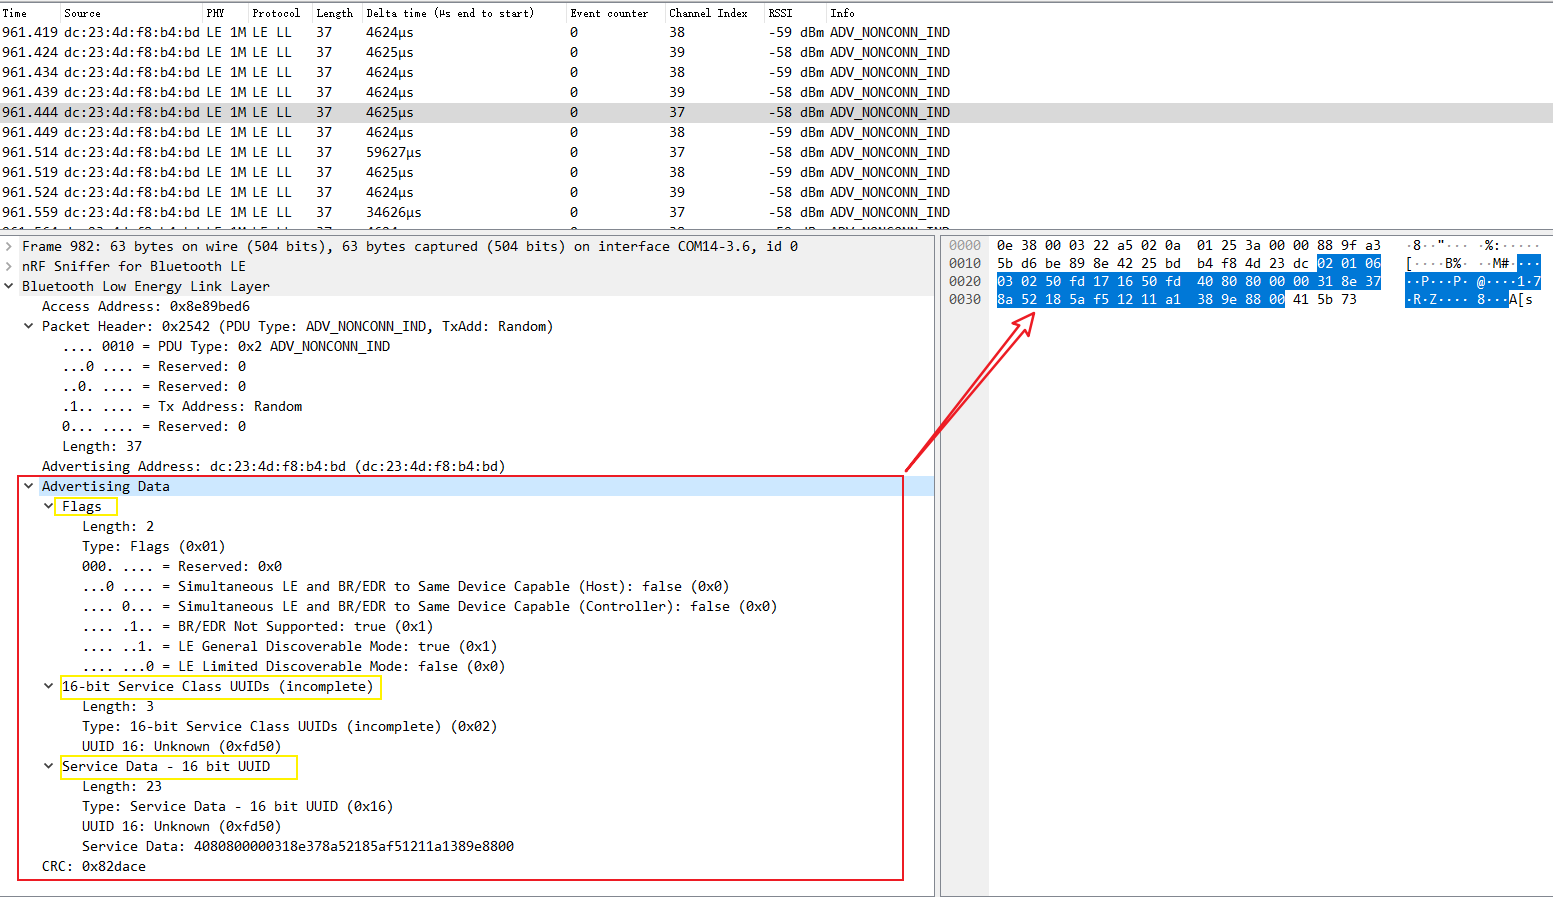 Time Source PHY Protocol Length Delta time (µs end to start) Event counter Channel Index RSSI Info
961.419 dc:23:4d:f8:b4:bd LE 1M LE LL 37 4624µs 0 38 -59 dBm ADV_NONCONN_IND
961.424 dc:23:4d:f8:b4:bd LE 1M LE LL 37 4625µs 0 39 -58 dBm ADV_NONCONN_IND
961.434 dc:23:4d:f8:b4:bd LE 1M LE LL 37 4624µs 0 38 -59 dBm ADV_NONCONN_IND
961.439 dc:23:4d:f8:b4:bd LE 1M LE LL 37 4624µs 0 39 -58 dBm ADV_NONCONN_IND
961.444 dc:23:4d:f8:b4:bd LE 1M LE LL 37 4625µs 0 37 -58 dBm ADV_NONCONN_IND
961.449 dc:23:4d:f8:b4:bd LE 1M LE LL 37 4624µs 0 38 -59 dBm ADV_NONCONN_IND
961.514 dc:23:4d:f8:b4:bd LE 1M LE LL 37 59627µs 0 37 -58 dBm ADV_NONCONN_IND
961.519 dc:23:4d:f8:b4:bd LE 1M LE LL 37 4625µs 0 38 -59 dBm ADV_NONCONN_IND
961.524 dc:23:4d:f8:b4:bd LE 1M LE LL 37 4624µs 0 39 -58 dBm ADV_NONCONN_IND
961.559 dc:23:4d:f8:b4:bd LE 1M LE LL 37 34626µs 0 37 -58 dBm ADV_NONCONN_IND
Frame 982: 63 bytes on wire (504 bits), 63 bytes captured (504 bits) on interface COM14-3.6, id 0
nRF Sniffer for Bluetooth LE
Bluetooth Low Energy Link Layer
Access Address: 0x8e89bed6
Packet Header: 0x2542 (PDU Type: ADV_NONCONN_IND, TxAdd: Random)
.... 0010 = PDU Type: 0x2 ADV_NONCONN_IND
...0 .... = Reserved: 0
..0. .... = Reserved: 0
.1.. .... = Tx Address: Random
0... .... = Reserved: 0
Length: 37
Advertising Address: dc:23:4d:f8:b4:bd (dc:23:4d:f8:b4:bd)
Advertising Data
Flags
Length: 2
Type: Flags (0x01)
000. .... = Reserved: 0x0
...0 .... = Simultaneous LE and BR/EDR to Same Device Capable (Host): false (0x0)
.... 0... = Simultaneous LE and BR/EDR to Same Device Capable (Controller): false (0x0)
.... .1.. = BR/EDR Not Supported: true (0x1)
.... ..1. = LE General Discoverable Mode: true (0x1)
.... ...0 = LE Limited Discoverable Mode: false (0x0)
16-bit Service Class UUIDs (incomplete)
Length: 3
Type: 16-bit Service Class UUIDs (incomplete) (0x02)
UUID 16: Unknown (0xfd50)
Service Data - 16 bit UUID
Length: 23
Type: Service Data - 16 bit UUID (0x16)
UUID 16: Unknown (0xfd50)
Service Data: 4080800000318e378a52185af51211a1389e8800
CRC: 0x82dace
0000 0e 38 00 03 22 a5 02 0a 01 25 3a 00 00 88 9f a3 ·8··"··· ·%:·····
0010 5b d6 be 89 8e 42 25 bd b4 f8 4d 23 dc 02 01 06 [····B%· ··M#····
0020 03 02 50 fd 17 16 50 fd 40 80 80 00 00 31 8e 37 ··P···P· @····1·7
0030 8a 52 18 5a f5 12 11 a1 38 9e 88 00 41 5b 73 ·R·Z···· 8···A[s